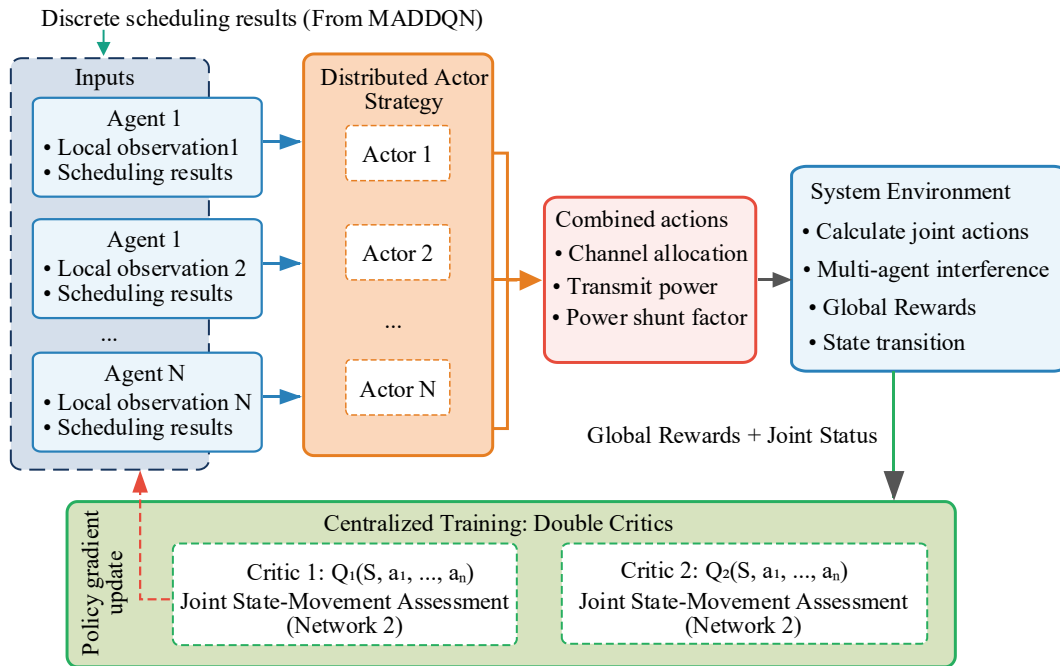 Discrete scheduling results (From MADDQN)
Inputs
Agent 1
• Local observation1
• Scheduling results
Agent 1
• Local observation 2
• Scheduling results
...
Agent N
• Local observation N
• Scheduling results
Distributed Actor
Strategy
Actor 1
Actor 2
...
Actor N
Combined actions
• Channel allocation
• Transmit power
• Power shunt factor
System Environment
• Calculate joint actions
• Multi-agent interference
• Global Rewards
• State transition
Global Rewards + Joint Status
Policy gradient
update
Centralized Training: Double Critics
Critic 1: Q₁(S, a₁, ..., aₙ)
Joint State-Movement Assessment
(Network 2)
Critic 2: Q₂(S, a₁, ..., aₙ)
Joint State-Movement Assessment
(Network 2)